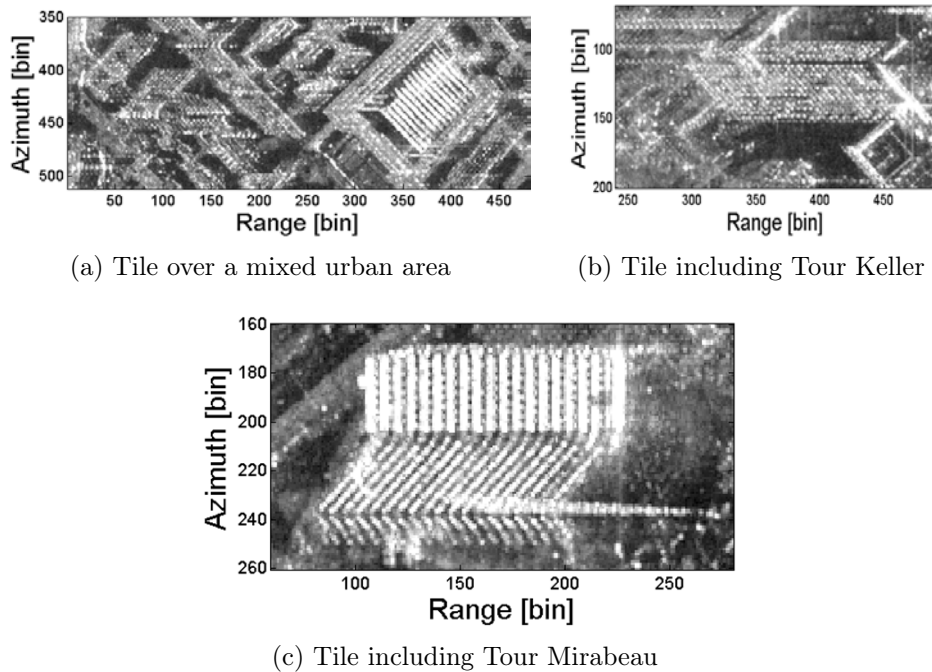 350
400
450
500
Azimuth [bin]
50 100 150 200 250 300 350 400 450
Range [bin]
(a) Tile over a mixed urban area
100
150
200
Azimuth [bin]
250 300 350 400 450
Range [bin]
(b) Tile including Tour Keller
160
180
200
220
240
260
Azimuth [bin]
100 150 200 250
Range [bin]
(c) Tile including Tour Mirabeau